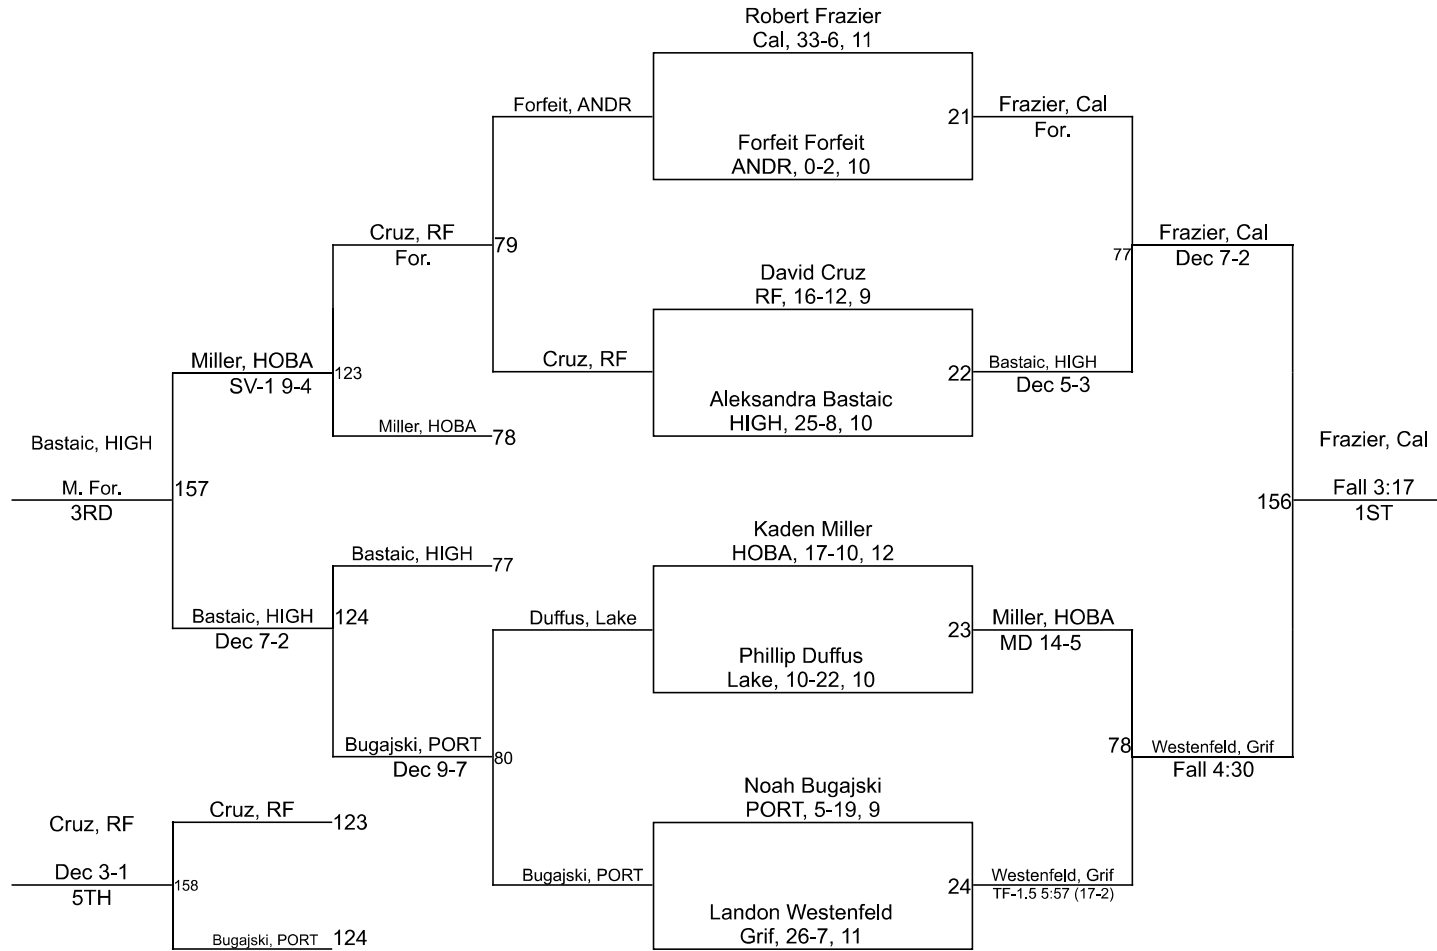 Robert Frazier
Cal, 33-6, 11
Forfeit, ANDR
21
Frazier, Cal
For.
Forfeit Forfeit
ANDR, 0-2, 10
Cruz, RF
For.
79
Frazier, Cal
Dec 7-2
77
David Cruz
RF, 16-12, 9
Miller, HOBA
SV-1 9-4
123
Cruz, RF
22
Bastaic, HIGH
Dec 5-3
Aleksandra Bastaic
HIGH, 25-8, 10
Miller, HOBA
78
Bastaic, HIGH
M. For.
3RD
157
Frazier, Cal
Fall 3:17
1ST
156
Kaden Miller
HOBA, 17-10, 12
Bastaic, HIGH
77
Bastaic, HIGH
Dec 7-2
124
Duffus, Lake
23
Miller, HOBA
MD 14-5
Phillip Duffus
Lake, 10-22, 10
Bugajski, PORT
Dec 9-7
80
78
Westenfeld, Grif
Fall 4:30
Noah Bugajski
PORT, 5-19, 9
Cruz, RF
123
Cruz, RF
Dec 3-1
5TH
158
Bugajski, PORT
24
Westenfeld, Grif
TF-1.5 5:57 (17-2)
Landon Westenfeld
Grif, 26-7, 11
Bugajski, PORT
124